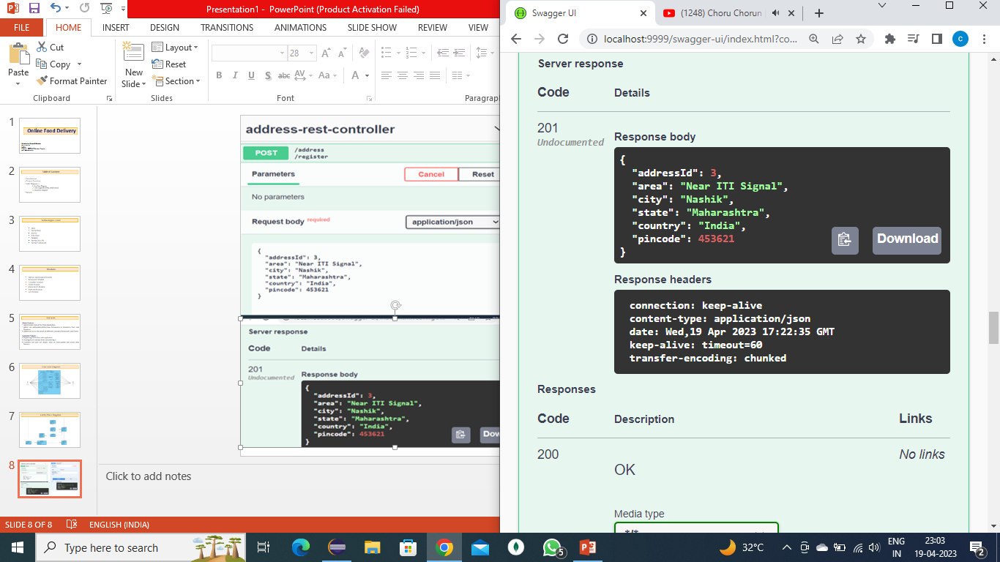 Presentation1 - PowerPoint (Product Activation Failed)
FILE
HOME
INSERT
DESIGN
TRANSITIONS
ANIMATIONS
SLIDE SHOW
REVIEW
VIEW
Paste
Cut
Copy
Format Painter
Clipboard
New
Slide
Layout
Reset
Section
Slides
28
B I U S abc AV Aa A
Font
Paragrap
1
Online Food Delivery
2
3
4
5
6
7
8
address-rest-controller
POST
/address
/register
Parameters
Cancel
Reset
No parameters
Request body required
application/json
{
"addressId": 3,
"area": "Near ITI Signal",
"city": "Nashik",
"state": "Maharashtra",
"country": "India",
"pincode": 453621
}
Server response
Code Details
201
Undocumented
Response body
{
"addressId": 3,
"area": "Near ITI Signal",
"city": "Nashik",
"state": "Maharashtra",
"country": "India",
"pincode": 453621
}
Dow
Click to add notes
SLIDE 8 OF 8
ENGLISH (INDIA)
Swagger UI
(1248) Choru Chorun
localhost:9999/swagger-ui/index.html?co...
c
Server response
Code Details
201
Undocumented
Response body
{
"addressId": 3,
"area": "Near ITI Signal",
"city": "Nashik",
"state": "Maharashtra",
"country": "India",
"pincode": 453621
}
Download
Response headers
connection: keep-alive
content-type: application/json
date: Wed,19 Apr 2023 17:22:35 GMT
keep-alive: timeout=60
transfer-encoding: chunked
Responses
Code Description Links
200
OK
No links
Media type
Type here to search
5
32°C
ENG
IN
23:03
19-04-2023
2